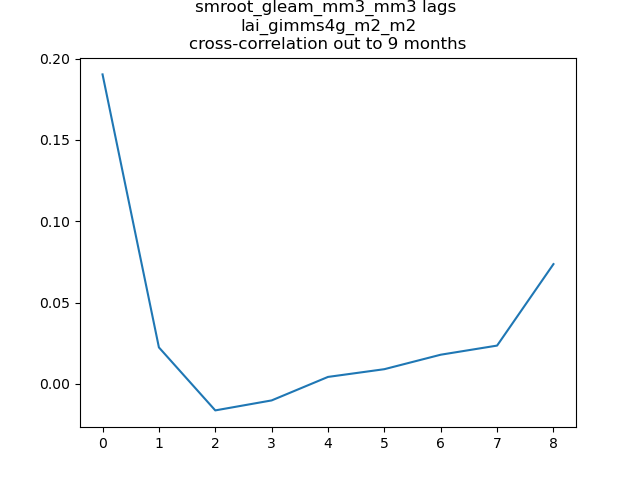 smroot_gleam_mm3_mm3 lags
lai_gimms4g_m2_m2
cross-correlation out to 9 months
0.20
0.15
0.10
0.05
0.00
0 1 2 3 4 5 6 7 8